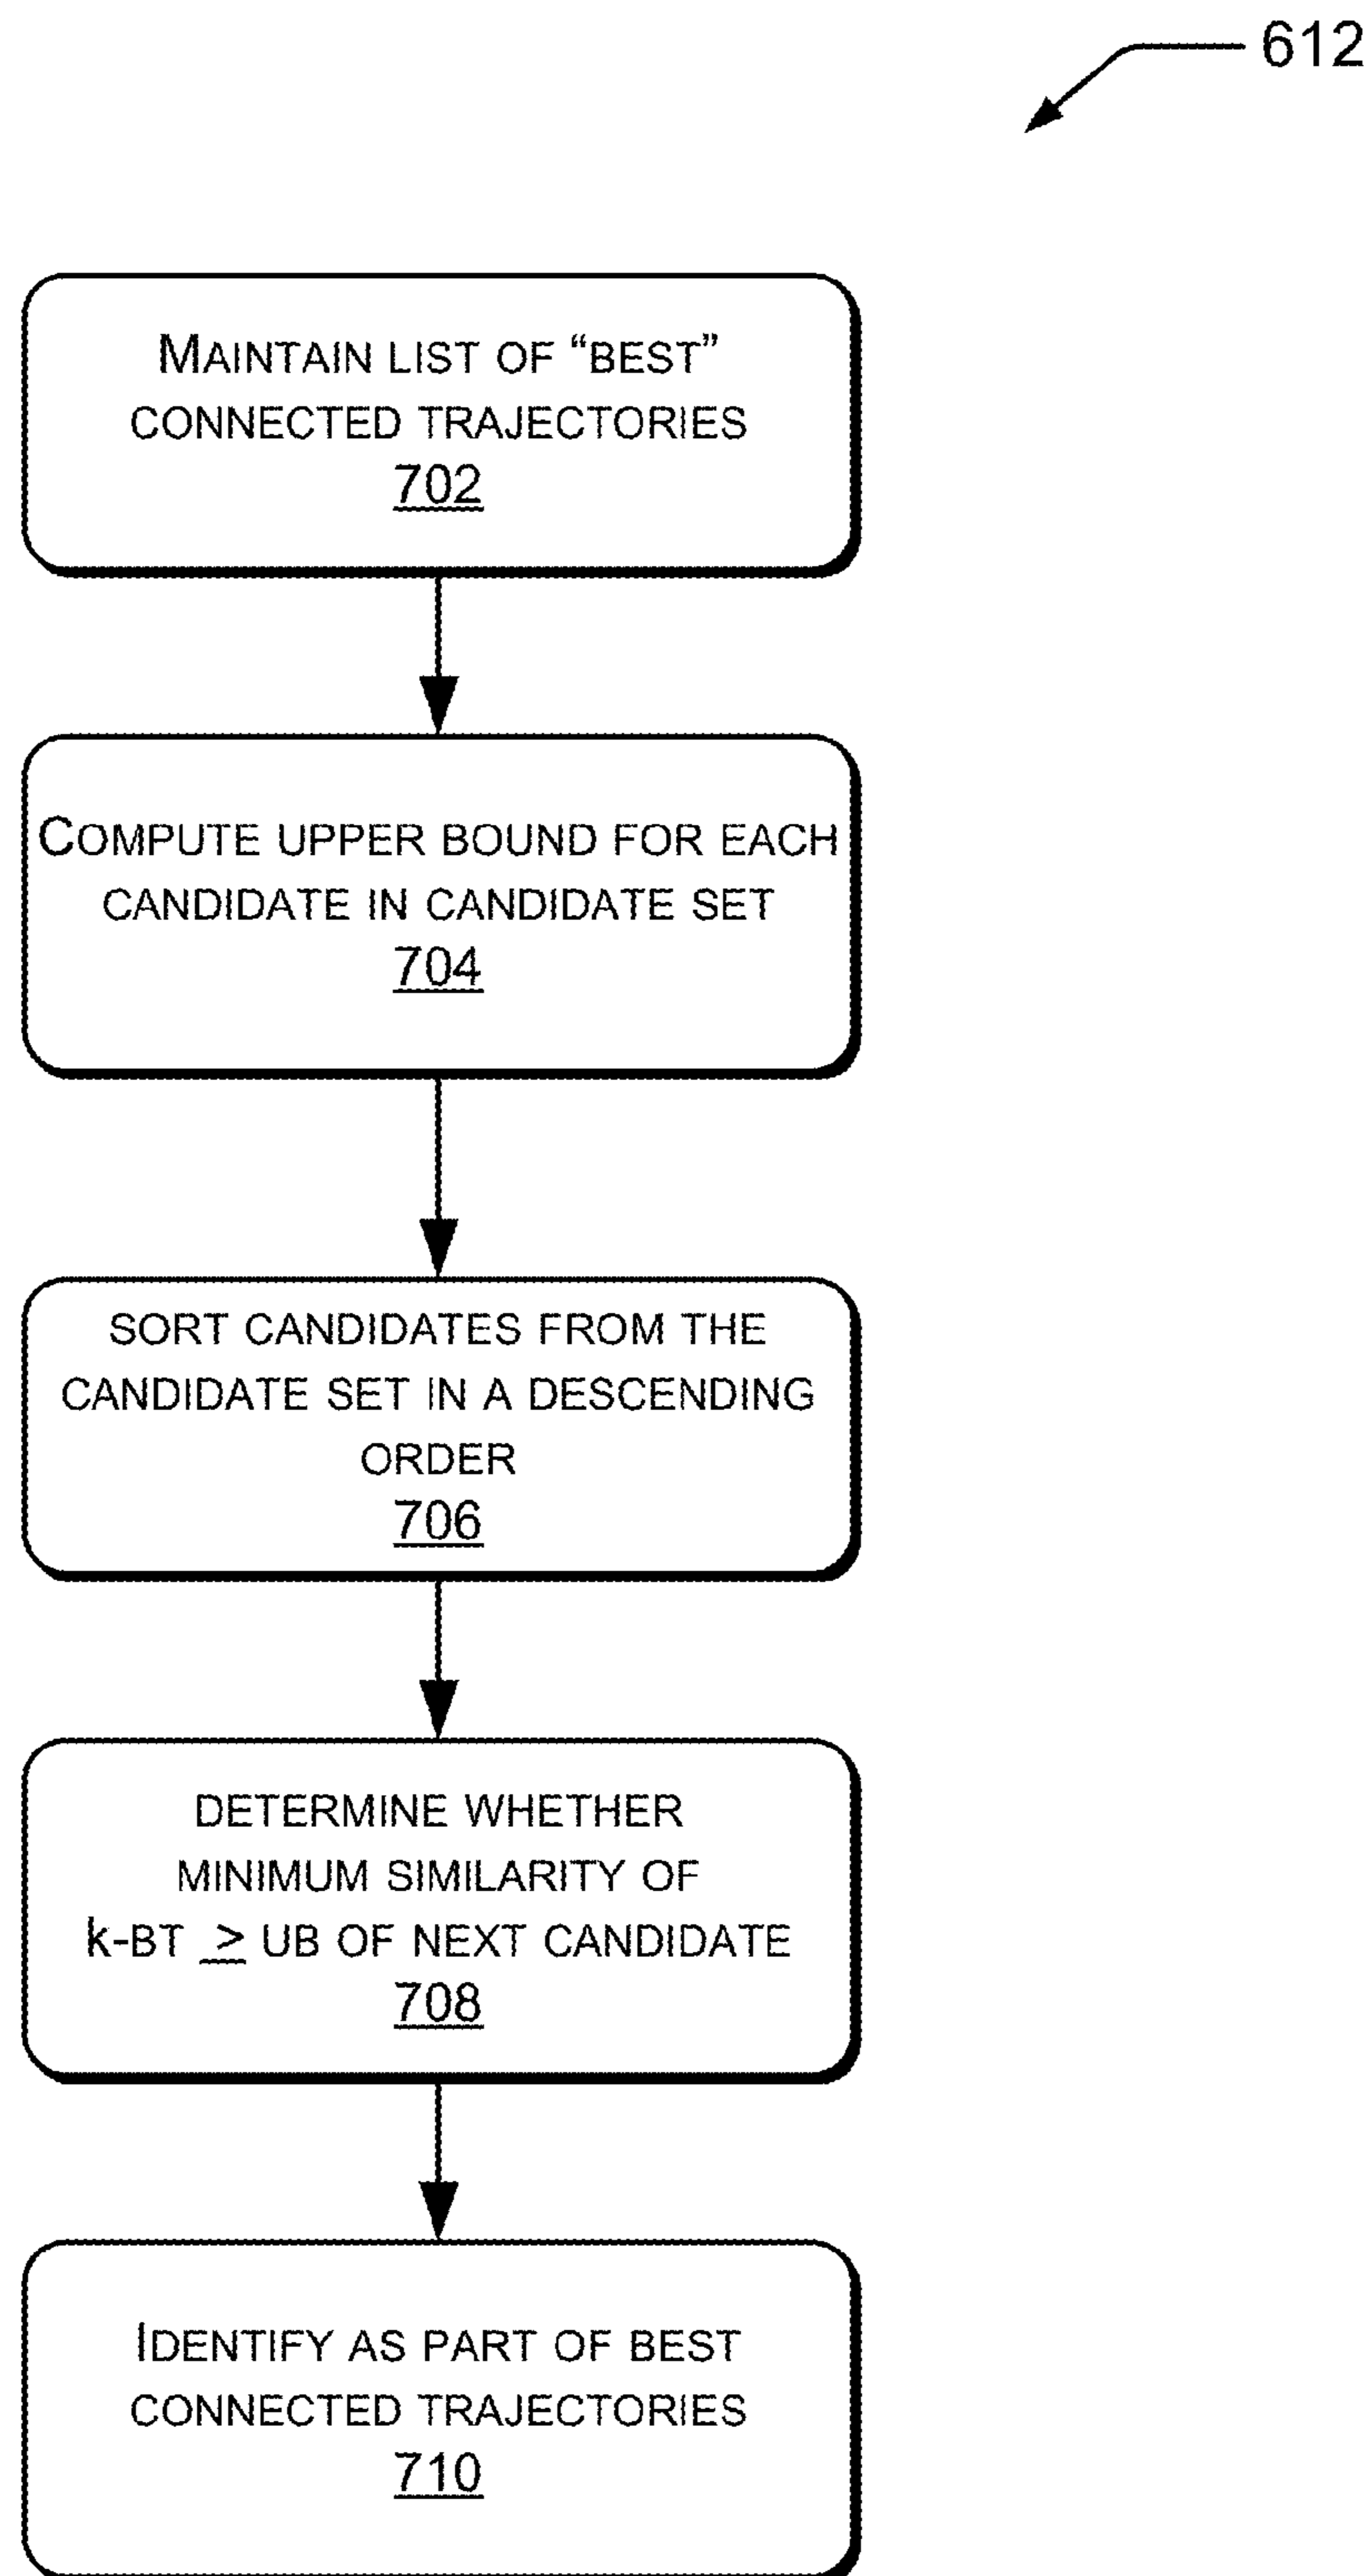 612
MAINTAIN LIST OF “BEST”
CONNECTED TRAJECTORIES
702
COMPUTE UPPER BOUND FOR EACH
CANDIDATE IN CANDIDATE SET
704
SORT CANDIDATES FROM THE
CANDIDATE SET IN A DESCENDING
ORDER
706
DETERMINE WHETHER
MINIMUM SIMILARITY OF
k-BT ≥ UB OF NEXT CANDIDATE
708
IDENTIFY AS PART OF BEST
CONNECTED TRAJECTORIES
710